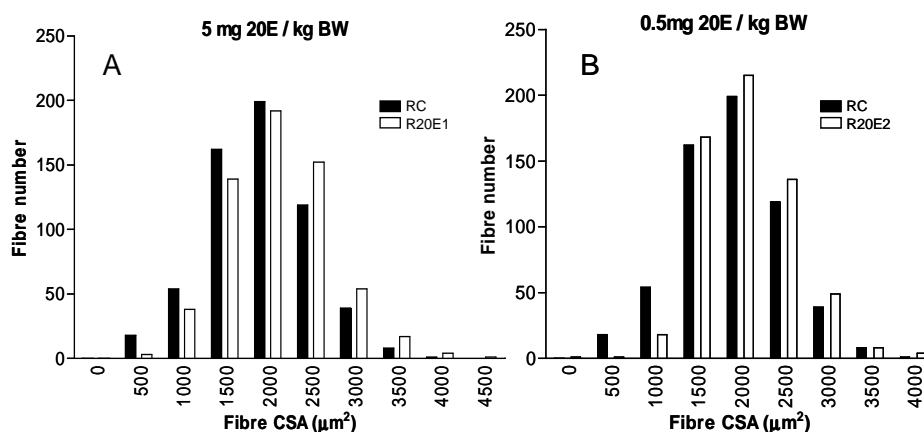 5 mg 20E / kg BW
A
RC
R20E1
Fibre number
250
200
150
100
50
0
0 500 1000 1500 2000 2500 3000 3500 4000 4500
Fibre CSA (µm²)
0.5mg 20E / kg BW
B
RC
R20E2
Fibre number
250
200
150
100
50
0
0 500 1000 1500 2000 2500 3000 3500 4000
Fibre CSA (µm²)